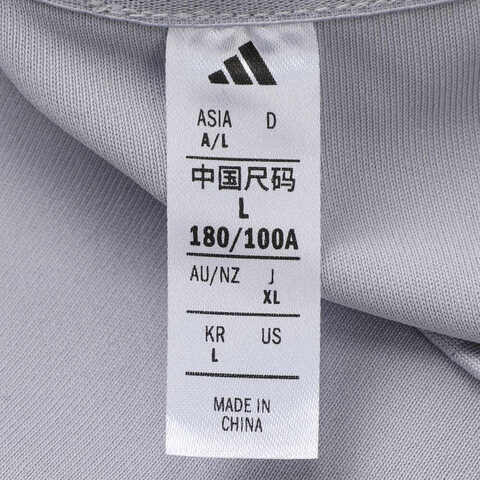 ASIA D
A/L
中国尺码
L
180/100A
AU/NZ J
XL
KR US
L
MADE IN
CHINA